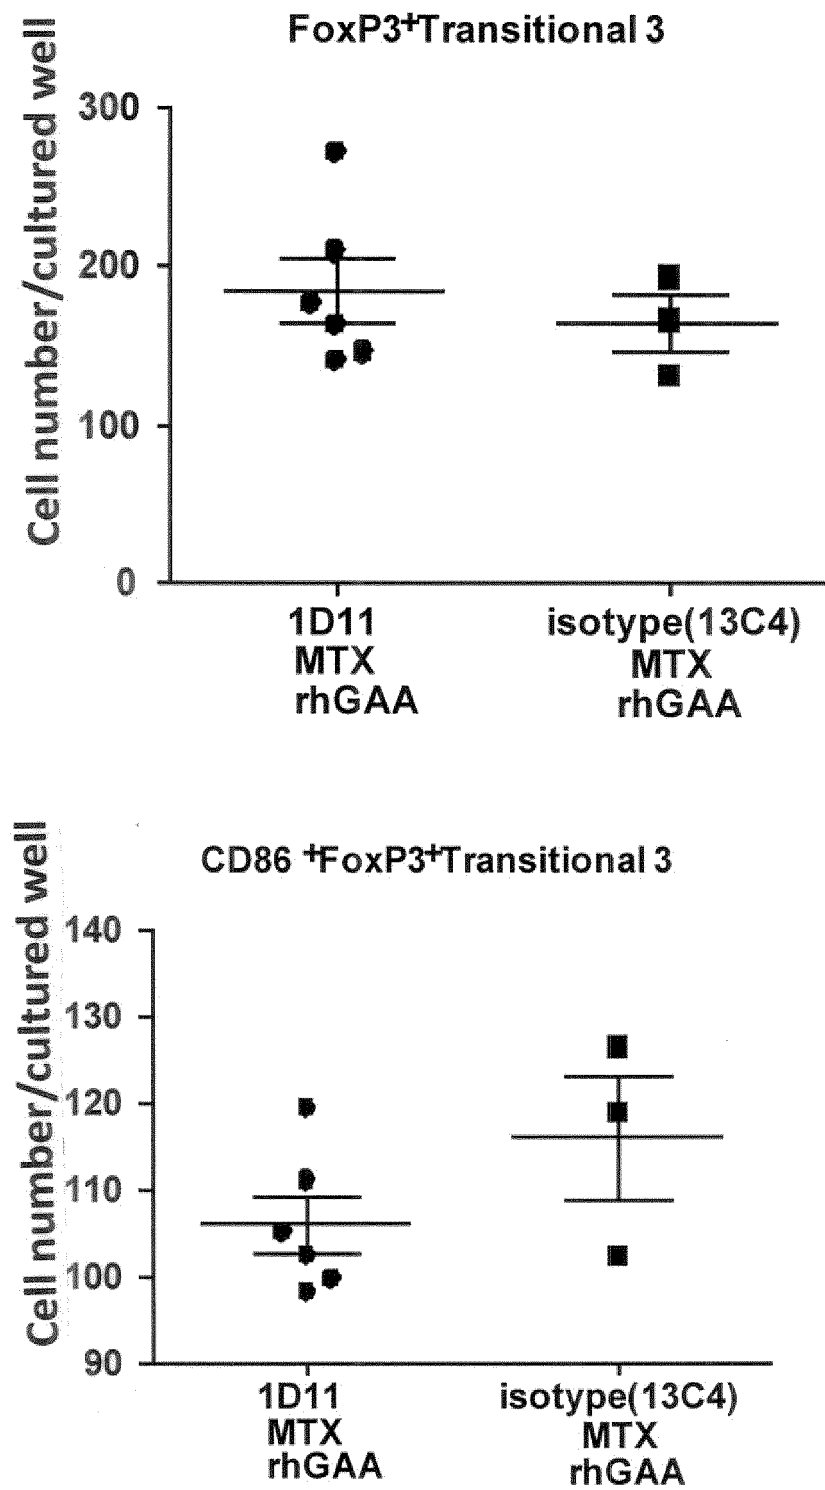 FoxP3+Transitional 3
Cell number/cultured well
300
200
100
0
1D11
MTX
rhGAA
isotype(13C4)
MTX
rhGAA
CD86 +FoxP3+Transitional 3
Cell number/cultured well
140
130
120
110
100
90
1D11
MTX
rhGAA
isotype(13C4)
MTX
rhGAA